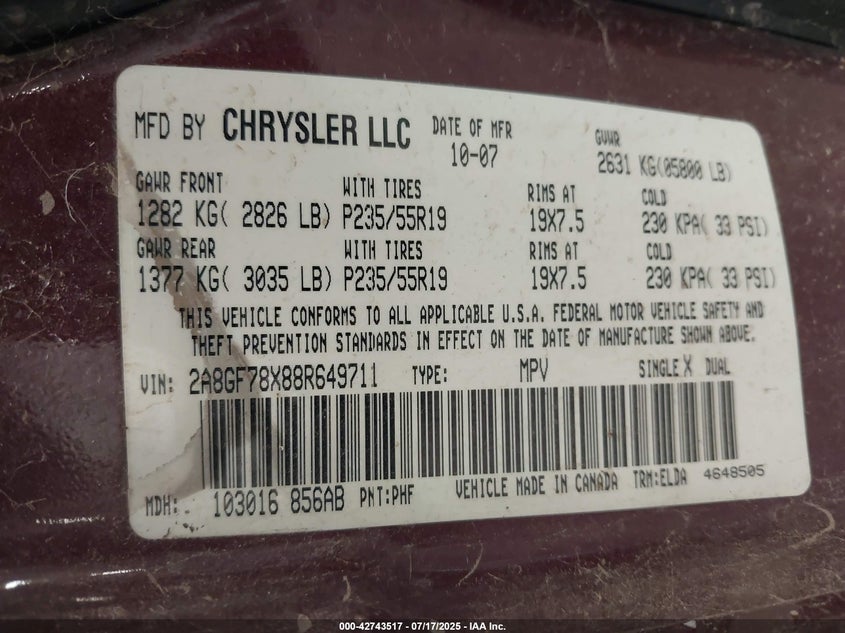 MFD BY CHRYSLER LLC DATE OF MFR 10-07 GVWR 2631 KG(05800 LB)
GAWR FRONT WITH TIRES RIMS AT COLD
1282 KG( 2826 LB) P235/55R19 19X7.5 230 KPA( 33 PSI)
GAWR REAR WITH TIRES RIMS AT COLD
1377 KG( 3035 LB) P235/55R19 19X7.5 230 KPA( 33 PSI)
THIS VEHICLE CONFORMS TO ALL APPLICABLE U.S.A. FEDERAL MOTOR VEHICLE SAFETY AND
THEFT PREVENTION STANDARDS IN EFFECT ON THE DATE OF MANUFACTURE SHOWN ABOVE.
VIN: 2A8GF78X88R649711 TYPE: MPV SINGLE X DUAL
MDH: 103016 856AB PNT:PHF VEHICLE MADE IN CANADA TRM:ELDA 4648505
000-42743517 - 07/17/2025 - IAA Inc.